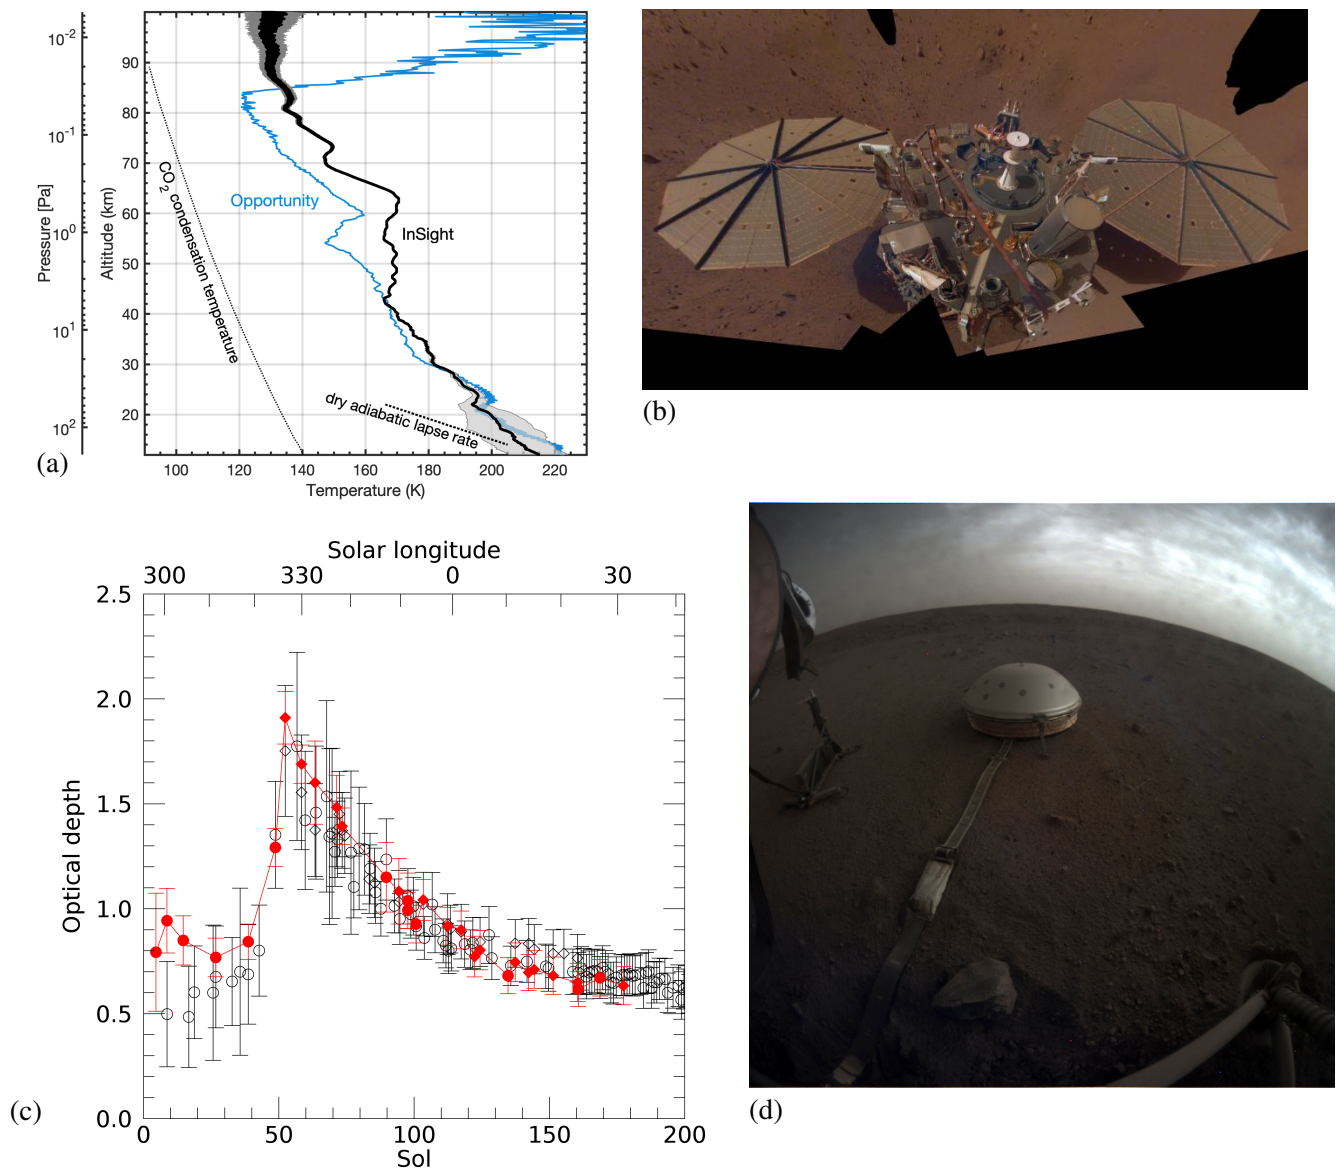 10⁻²
10⁻¹
10⁰
10¹
10²
Pressure [Pa]
90
80
70
60
50
40
30
20
Altitude (km)
CO₂ condensation temperature
Opportunity
InSight
dry adiabatic lapse rate
100 120 140 160 180 200 220
Temperature (K)
(a)
(b)
Solar longitude
300 330 0 30
2.5
2.0
1.5
1.0
0.5
0.0
Optical depth
0 50 100 150 200
Sol
(c)
(d)